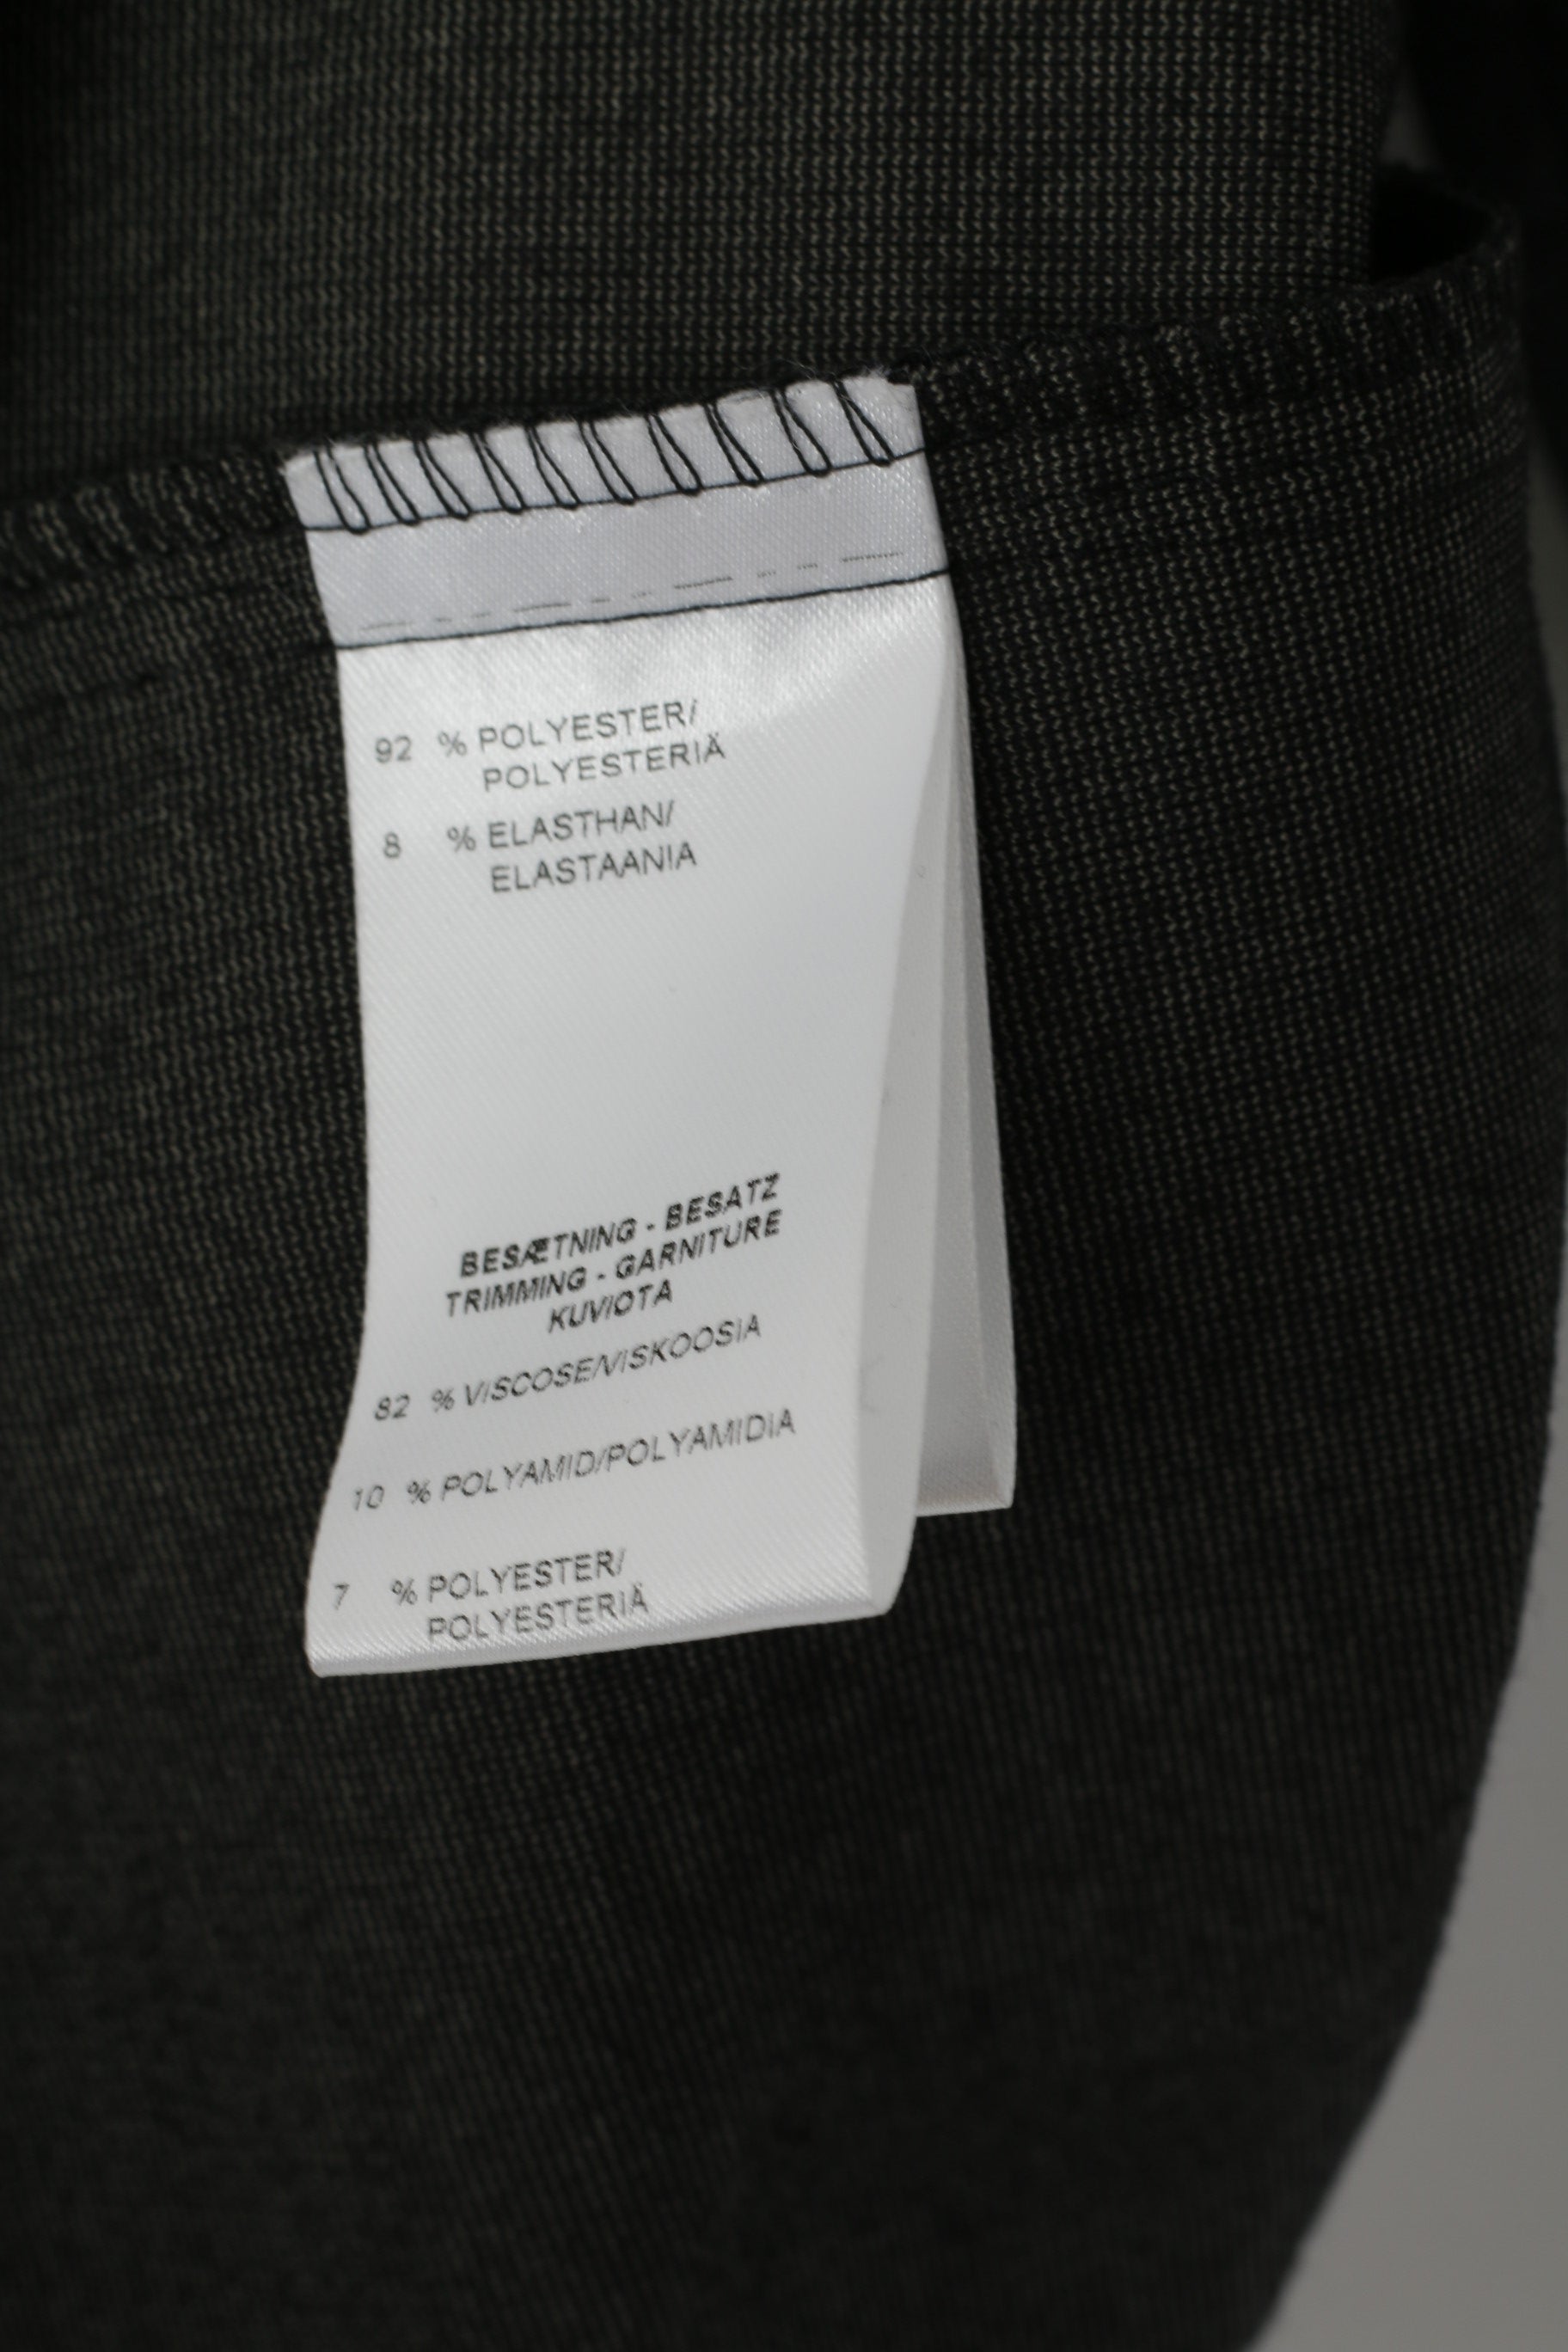 92 % POLYESTER/
POLYESTERIÄ
8 % ELASTHAN/
ELASTAANIA
BESÆTNING - BESATZ
TRIMMING - GARNITURE
KUVIOTA
82 % VISCOSE/VISKOOSIA
10 % POLYAMID/POLYAMIDIA
7 % POLYESTER/
POLYESTERIÄ